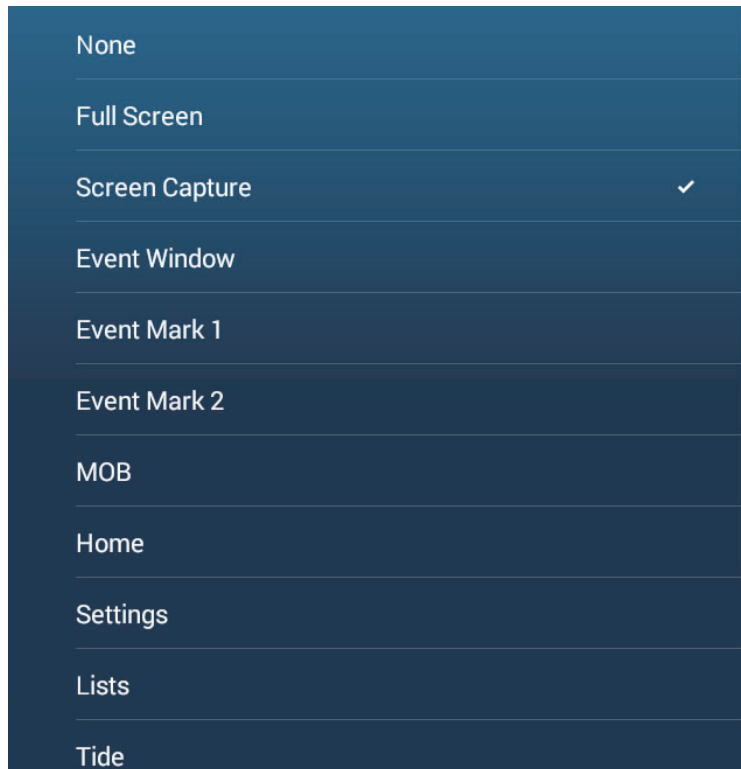 None
Full Screen
Screen Capture
Event Window
Event Mark 1
Event Mark 2
MOB
Home
Settings
Lists
Tide